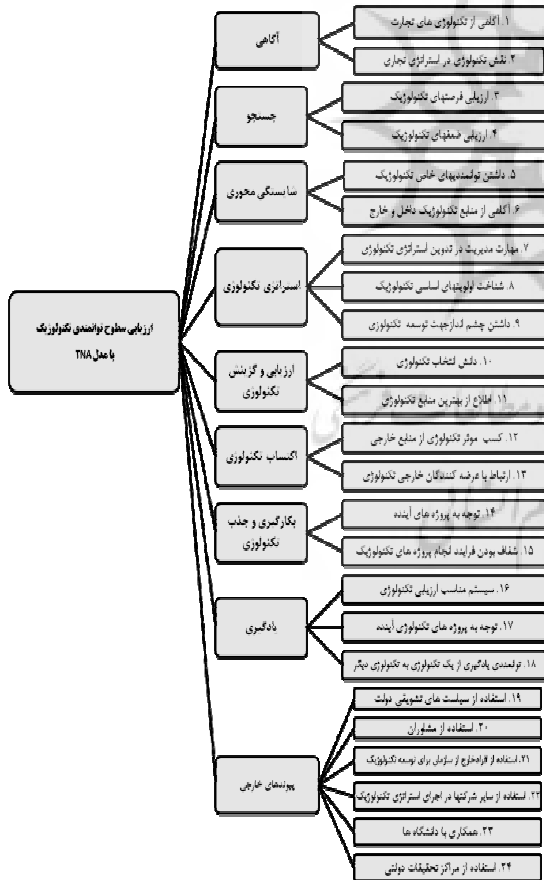 ارزیابی سطوح توانمندی تکنولوژیک
با مدل TNA
آگاهی
۱. آگاهی از تکنولوژی های تجارت
۲. نقش تکنولوژی در استراتژی تجاری
جستجو
۳. ارزیابی فرصتهای تکنولوژیک
۴. ارزیابی ضعفهای تکنولوژیک
شایستگی محوری
۵. داشتن توانمندیهای خاص تکنولوژیک
۶. آگاهی از منابع تکنولوژیک داخل و خارج
استراتژی تکنولوژی
۷. مهارت مدیریت در تدوین استراتژی تکنولوژی
۸. شناخت اولویتهای اساسی تکنولوژیک
۹. داشتن چشم اندازجهت توسعه تکنولوژی
ارزیابی و گزینش
تکنولوژی
۱۰. دانش انتخاب تکنولوژی
۱۱. اطلاع از بهترین منابع تکنولوژی
اکتساب تکنولوژی
۱۲. کسب موثر تکنولوژی از منابع خارجی
۱۳. ارتباط با عرضه کنندگان خارجی تکنولوژی
بکارگیری و جذب
تکنولوژی
۱۴. توجه به پروژه های آینده
۱۵. شفاف بودن فرایند انجام پروژه های تکنولوژیک
یادگیری
۱۶. سیستم مناسب ارزیابی تکنولوژی
۱۷. توجه به پروژه های تکنولوژی آینده
۱۸. توانمندی یادگیری از یک تکنولوژی به تکنولوژی دیگر
پیوندهای خارجی
۱۹. استفاده از سیاست های تشویقی دولت
۲۰. استفاده از مشاوران
۲۱. استفاده از افرادخارج از سازمان برای توسعه تکنولوژیک
۲۲. استفاده از سایر شرکتها در اجرای استراتژی تکنولوژیک
۲۳. همکاری با دانشگاه ها
۲۴. استفاده از مراکز تحقیقات دولتی